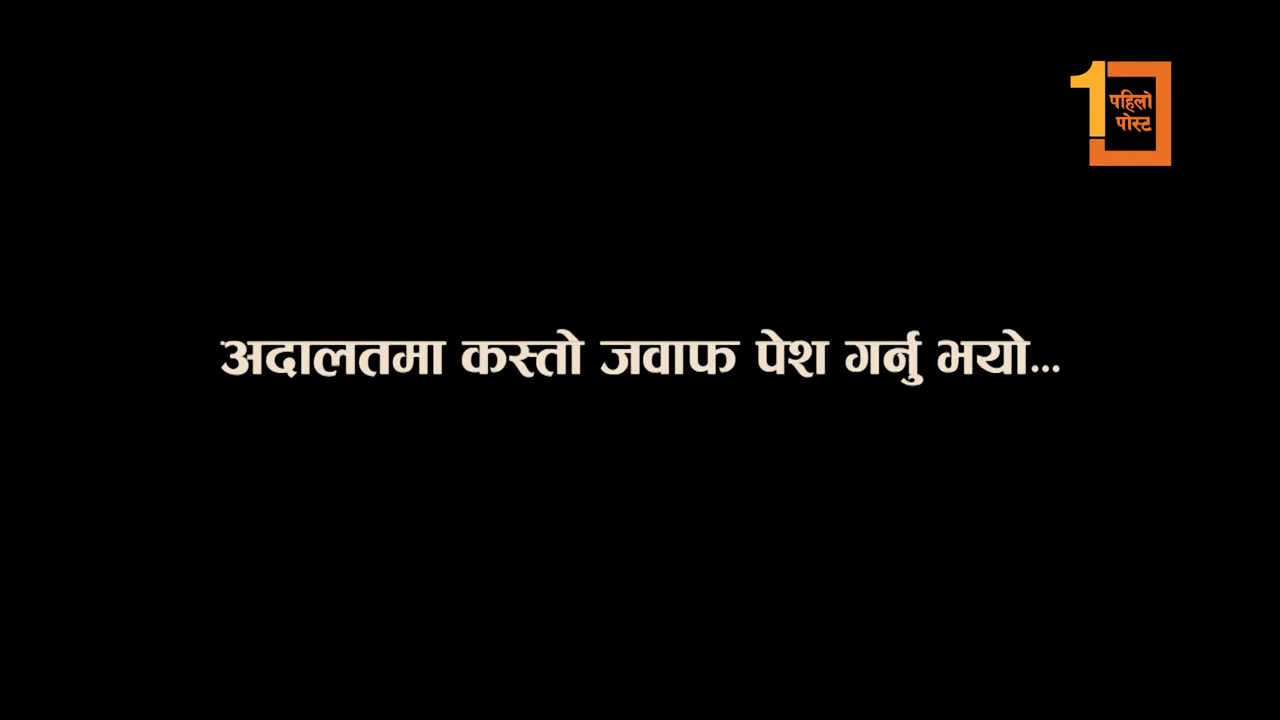 1 पहिलो
पोस्ट
अदालतमा कस्तो जवाफ पेश गर्नु भयो...